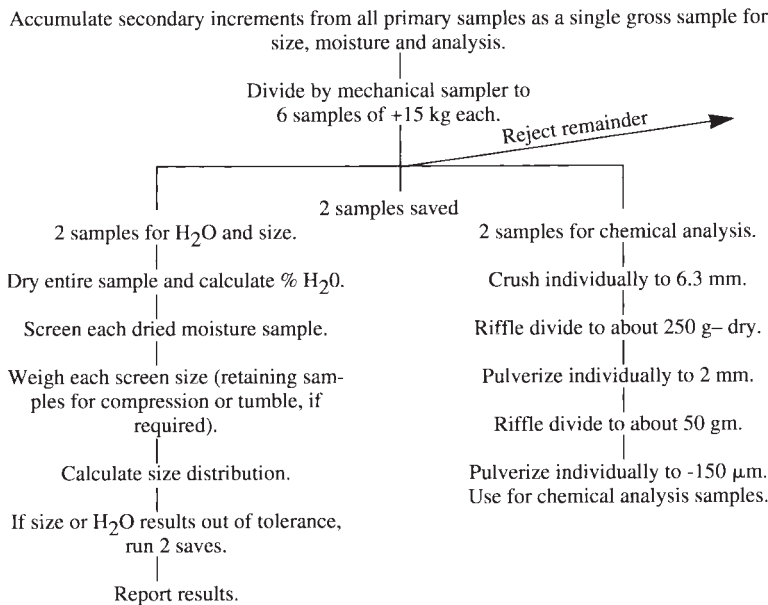 Accumulate secondary increments from all primary samples as a single gross sample for
size, moisture and analysis.
Divide by mechanical sampler to
6 samples of +15 kg each.
Reject remainder
2 samples saved
2 samples for H2O and size.
Dry entire sample and calculate % H20.
Screen each dried moisture sample.
Weigh each screen size (retaining sam-
ples for compression or tumble, if
required).
Calculate size distribution.
If size or H2O results out of tolerance,
run 2 saves.
Report results.
2 samples for chemical analysis.
Crush individually to 6.3 mm.
Riffle divide to about 250 g– dry.
Pulverize individually to 2 mm.
Riffle divide to about 50 gm.
Pulverize individually to -150 μm.
Use for chemical analysis samples.